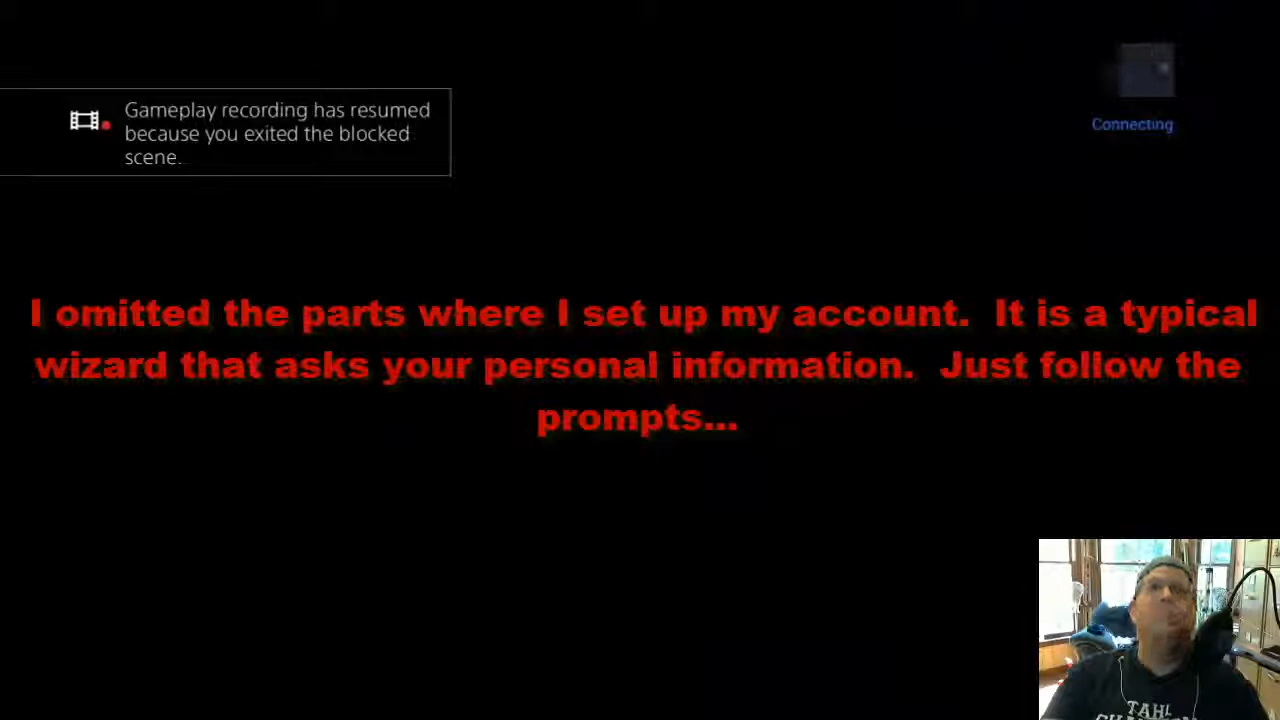 Gameplay recording has resumed
because you exited the blocked
scene.
Connecting
I omitted the parts where I set up my account.  It is a typical
wizard that asks your personal information.  Just follow the
prompts...